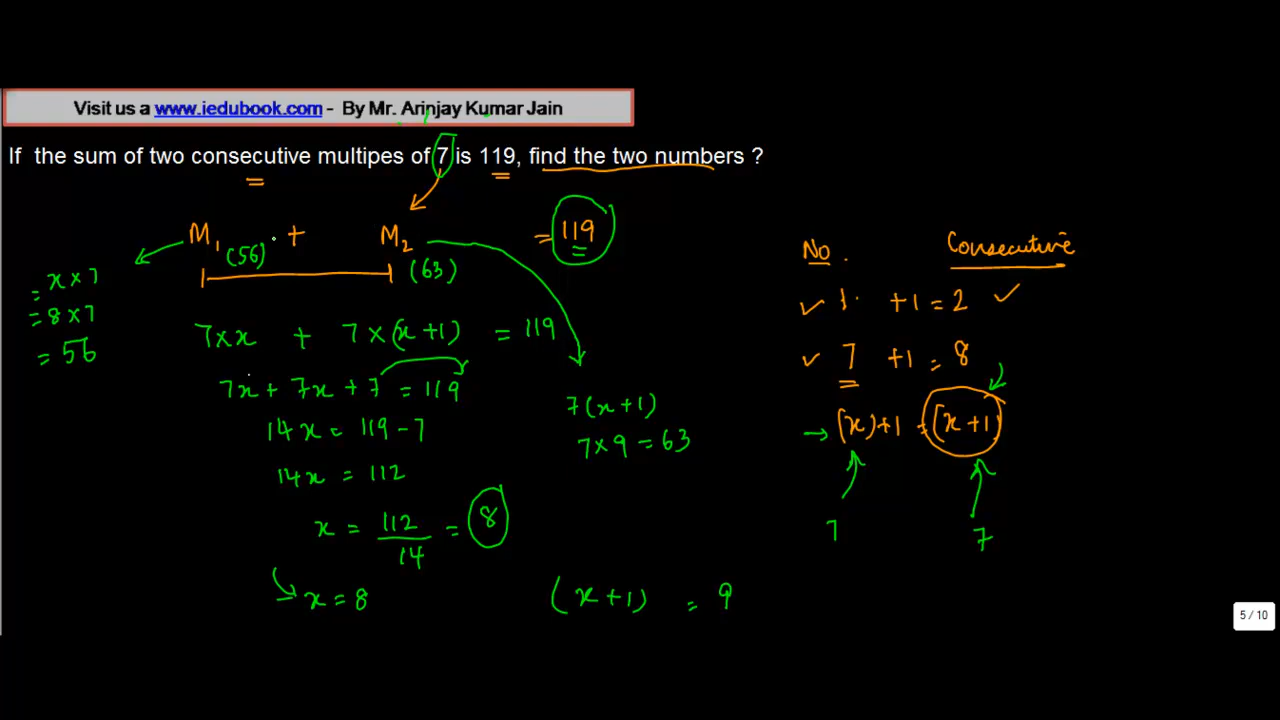 Visit us a www.iedubook.com - By Mr. Arinjay Kumar Jain
If the sum of two consecutive multipes of 7 is 119, find the two numbers ?
M₁ + M₂ = 119
(56)
(63)
= x × 7
= 8 × 7
= 56
7×x + 7×(x+1) = 119
7x + 7x + 7 = 119
14x = 119 - 7
14x = 112
x = 112/14 = 8
x = 8
(x+1) = 9
7(x+1)
7×9 = 63
No. Consecutive
1 +1 = 2
7 +1 = 8
(x)+1 = (x+1)
7 7
5 / 10